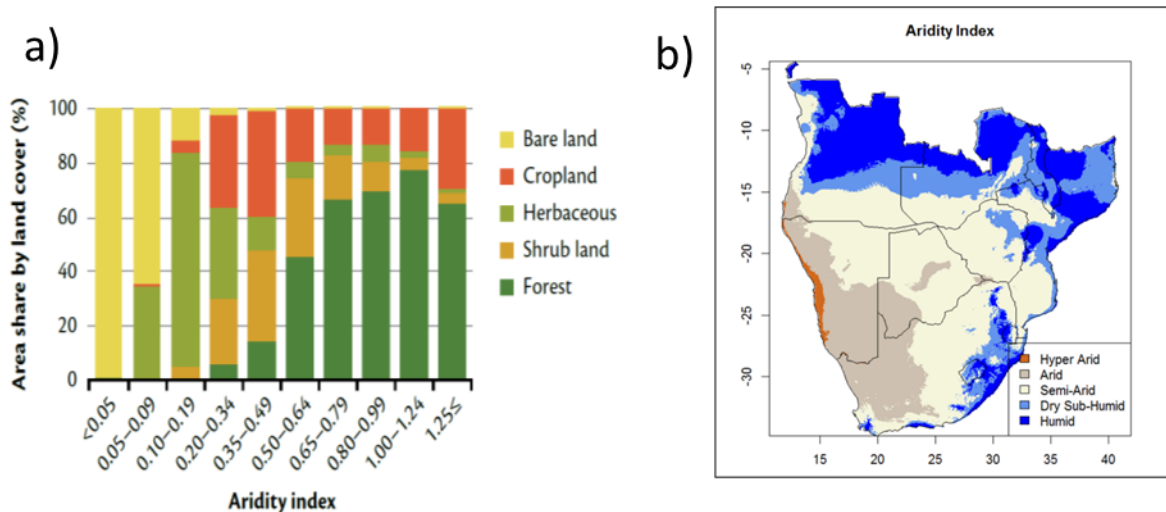 a)
Area share by land cover (%)
100
80
60
40
20
0
<0.05
0.05–0.09
0.10–0.19
0.20–0.34
0.35–0.49
0.50–0.64
0.65–0.79
0.80–0.99
1.00–1.24
1.25≤
Aridity index
Bare land
Cropland
Herbaceous
Shrub land
Forest
b)
Aridity Index
-5
-10
-15
-20
-25
-30
15
20
25
30
35
40
Hyper Arid
Arid
Semi-Arid
Dry Sub-Humid
Humid